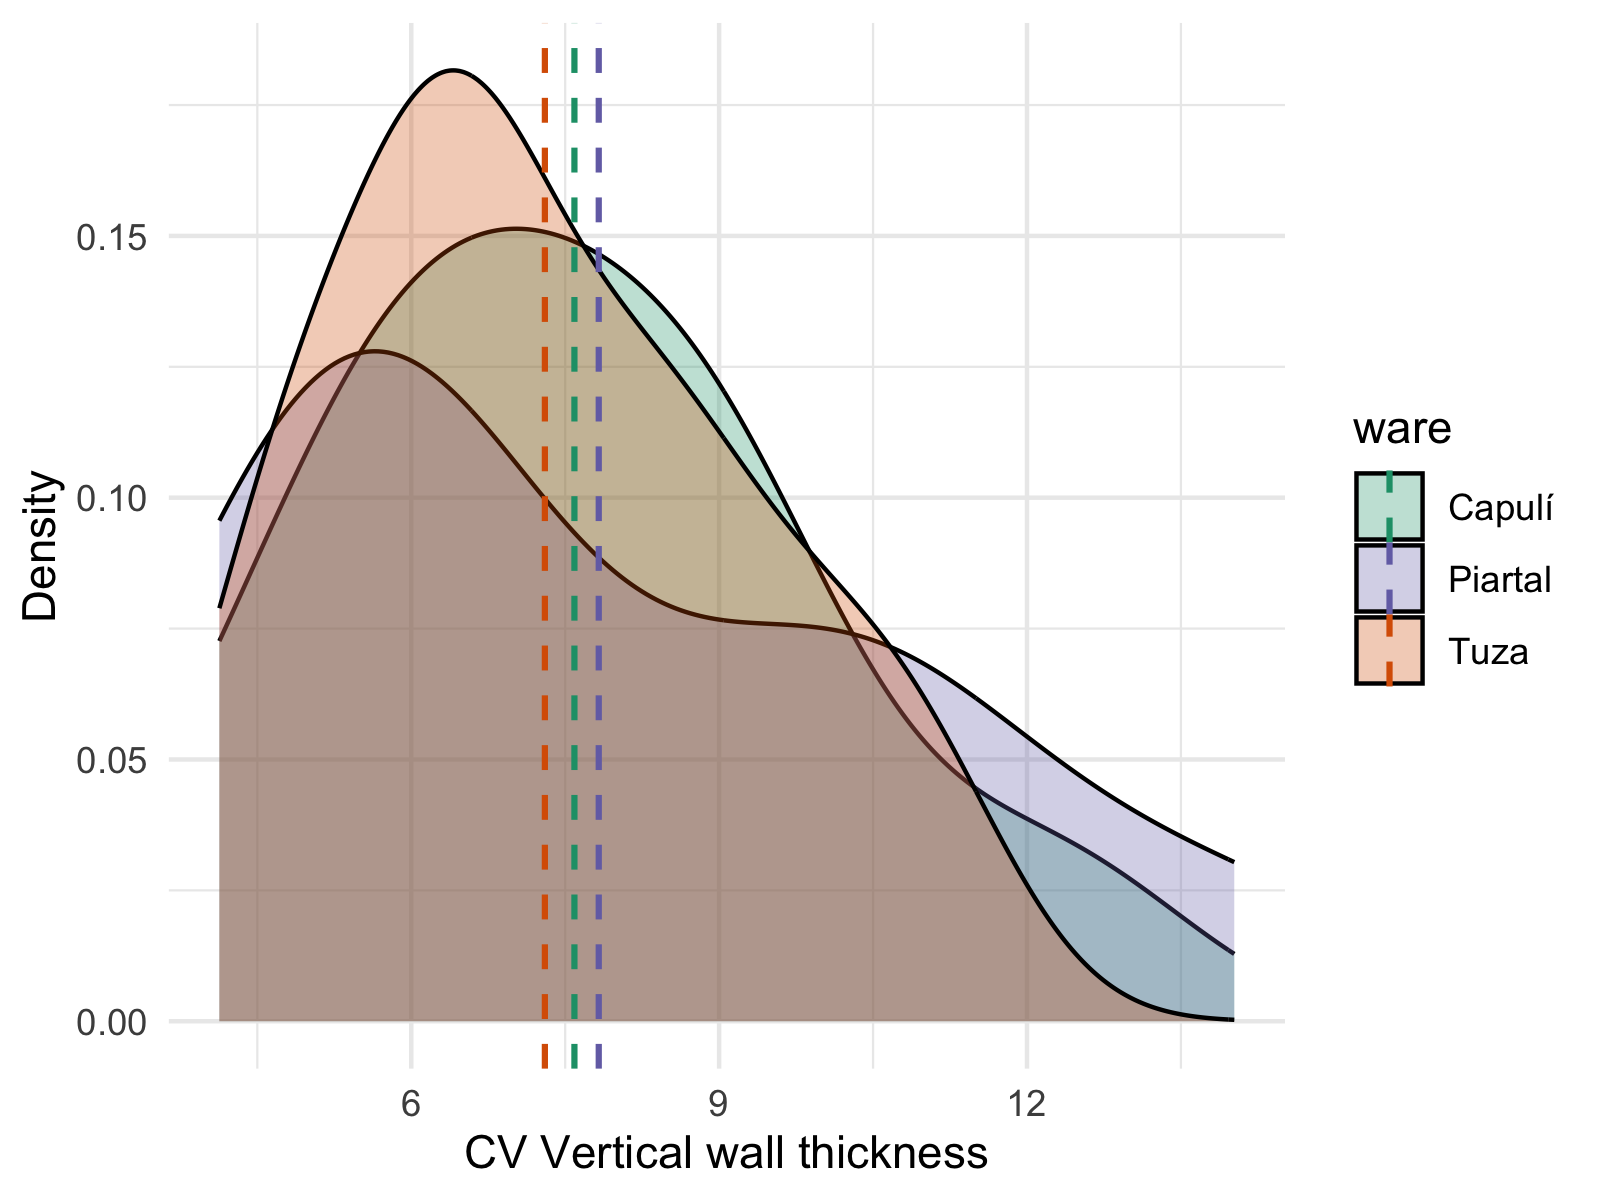 0.15
0.10
0.05
0.00
Density
6 9 12
CV Vertical wall thickness
ware
Capulí
Piartal
Tuza